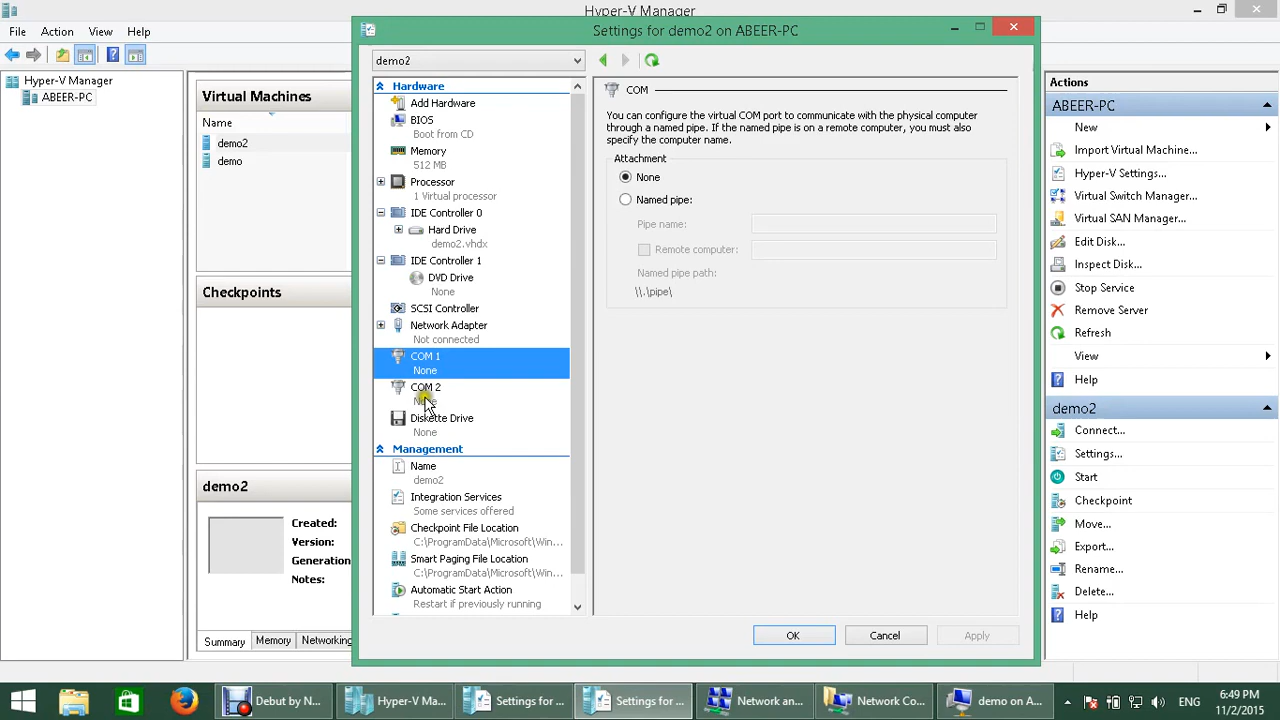 Hyper-V Manager
File Action View Help
Hyper-V Manager
ABEER-PC
Virtual Machines
Name
demo2
demo
Checkpoints
demo2
Created:
Version:
Generation
Notes:
Summary Memory Networking
Settings for demo2 on ABEER-PC
demo2
Hardware
Add Hardware
BIOS
Boot from CD
Memory
512 MB
Processor
1 Virtual processor
IDE Controller 0
Hard Drive
demo2.vhdx
IDE Controller 1
DVD Drive
None
SCSI Controller
Network Adapter
Not connected
COM 1
None
COM 2
Diskette Drive
None
Management
Name
demo2
Integration Services
Some services offered
Checkpoint File Location
C:\ProgramData\Microsoft\Win...
Smart Paging File Location
C:\ProgramData\Microsoft\Win...
Automatic Start Action
Restart if previously running
COM
You can configure the virtual COM port to communicate with the physical computer
through a named pipe. If the named pipe is on a remote computer, you must also
specify the computer name.
Attachment
None
Named pipe:
Pipe name:
Remote computer:
Named pipe path:
\\.\pipe\
OK Cancel Apply
Actions
ABEER-PC
New
Import Virtual Machine...
Hyper-V Settings...
Virtual Switch Manager...
Virtual SAN Manager...
Edit Disk...
Inspect Disk...
Stop Service
Remove Server
Refresh
View
Help
demo2
Connect...
Settings...
Start
Checkpoint
Move...
Export...
Rename...
Delete...
Help
Debut by N... Hyper-V Ma... Settings for ... Settings for ... Network an... Network Co... demo on A... ENG
6:49 PM
11/2/2015